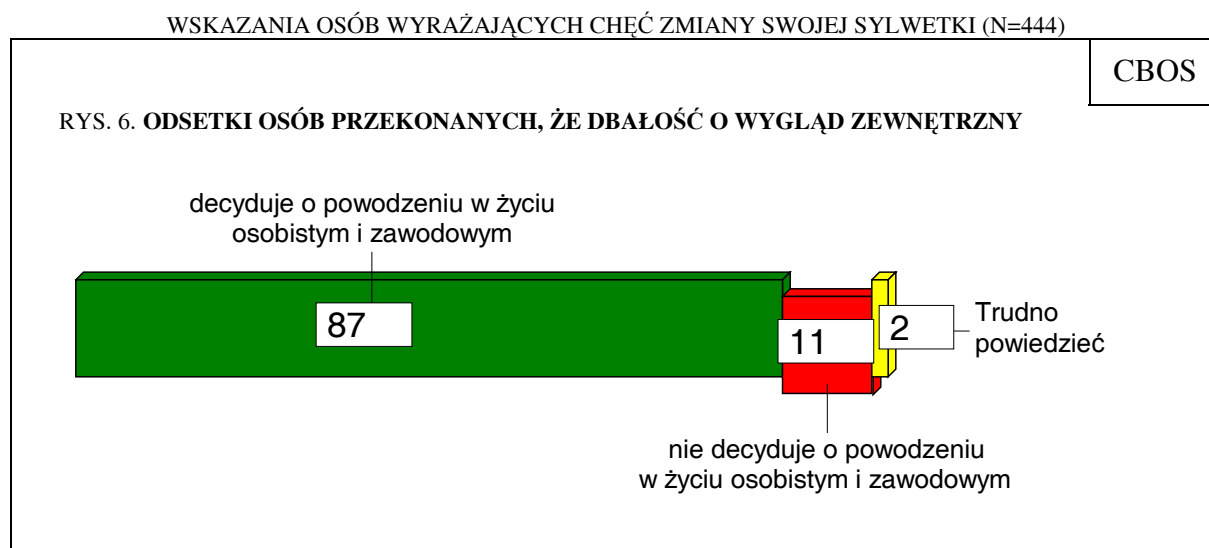 WSKAZANIA OSÓB WYRAŻAJĄCYCH CHĘĆ ZMIANY SWOJEJ SYLWETKI (N=444)
CBOS
RYS. 6. ODSETKI OSÓB PRZEKONANYCH, ŻE DBAŁOŚĆ O WYGLĄD ZEWNĘTRZNY
decyduje o powodzeniu w życiu
osobistym i zawodowym
87
11
2
Trudno
powiedzieć
nie decyduje o powodzeniu
w życiu osobistym i zawodowym